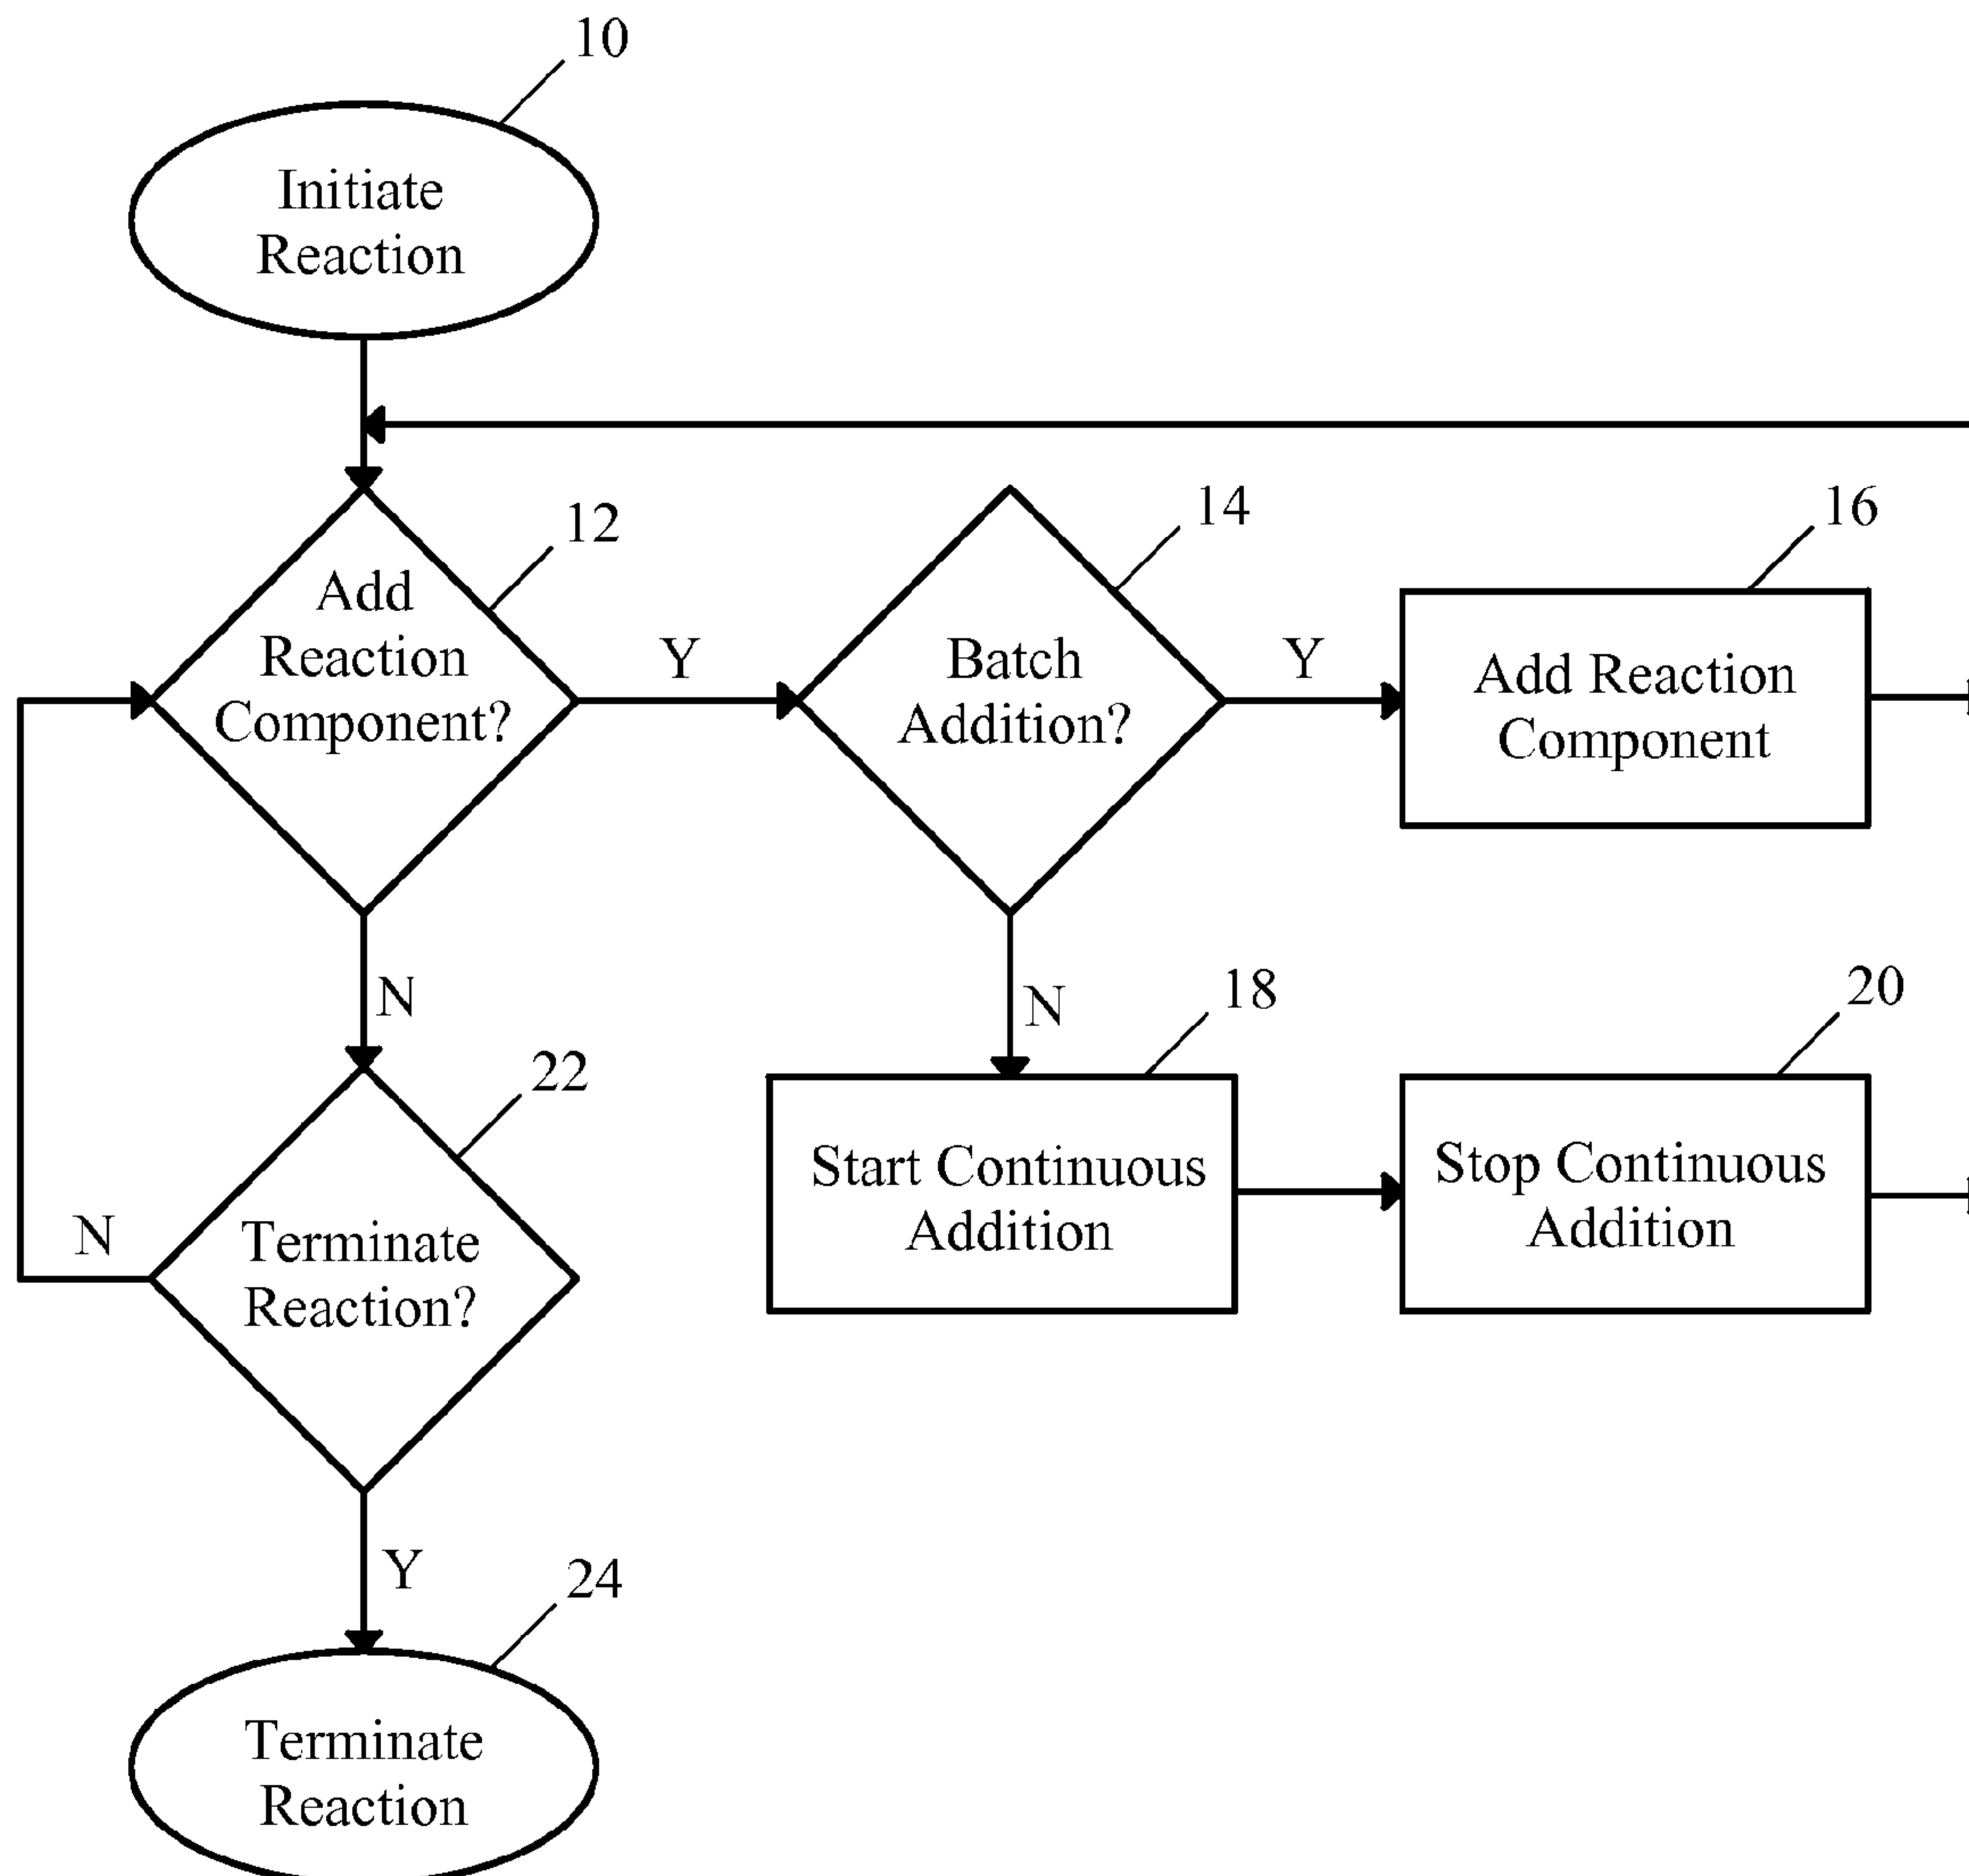 10
Initiate
Reaction
12
Add
Reaction
Component?
Y
14
Batch
Addition?
Y
16
Add Reaction
Component
N
N
18
Start Continuous
Addition
20
Stop Continuous
Addition
22
Terminate
Reaction?
N
Y
24
Terminate
Reaction